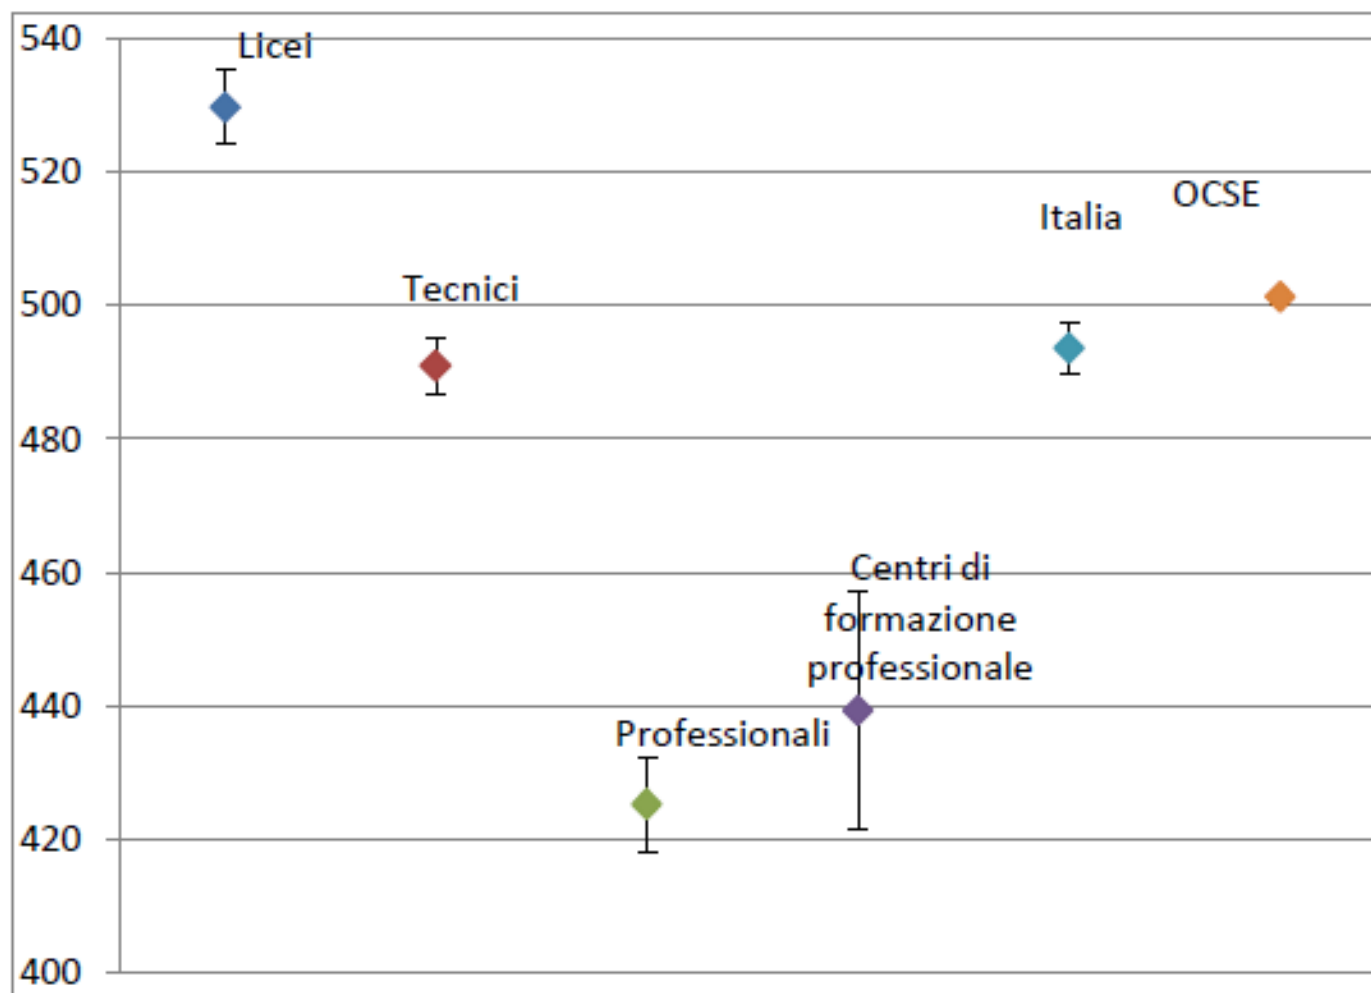 540
Licei
520
OCSE
Italia
500
Tecnici
480
460
Centri di
formazione
professionale
440
Professionali
420
400